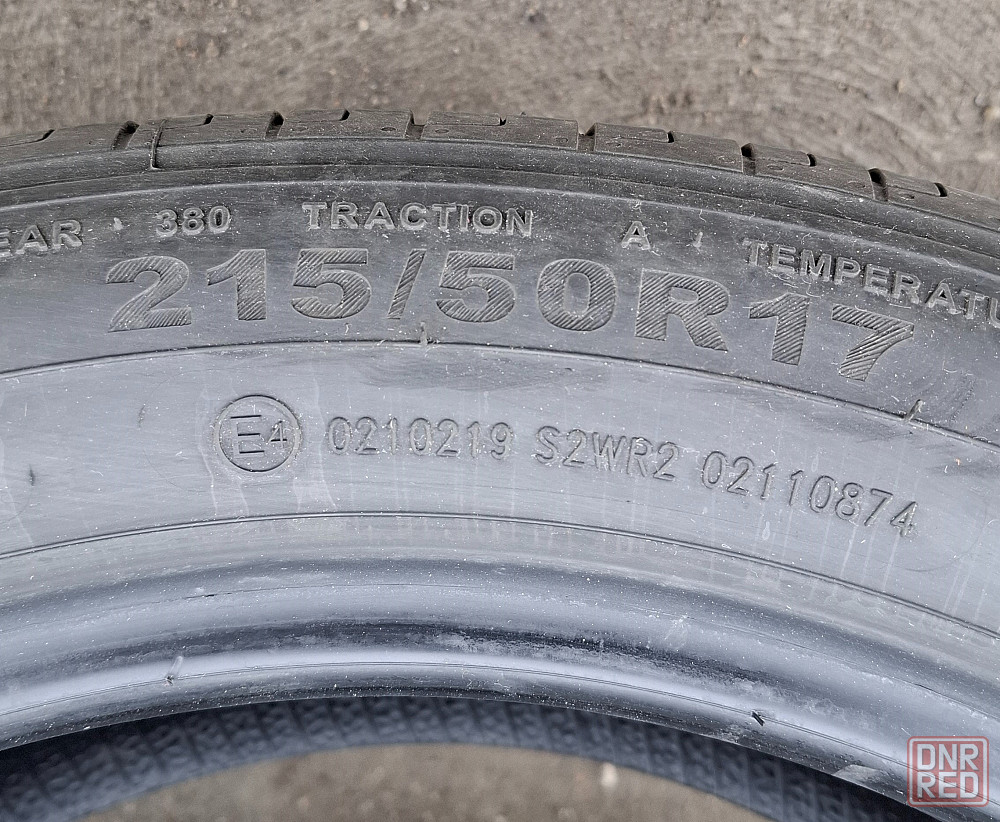 EAR 380 TRACTION A TEMPERATU
215/50R17
E4 0210219 S2WR2 02110874
DNR
RED